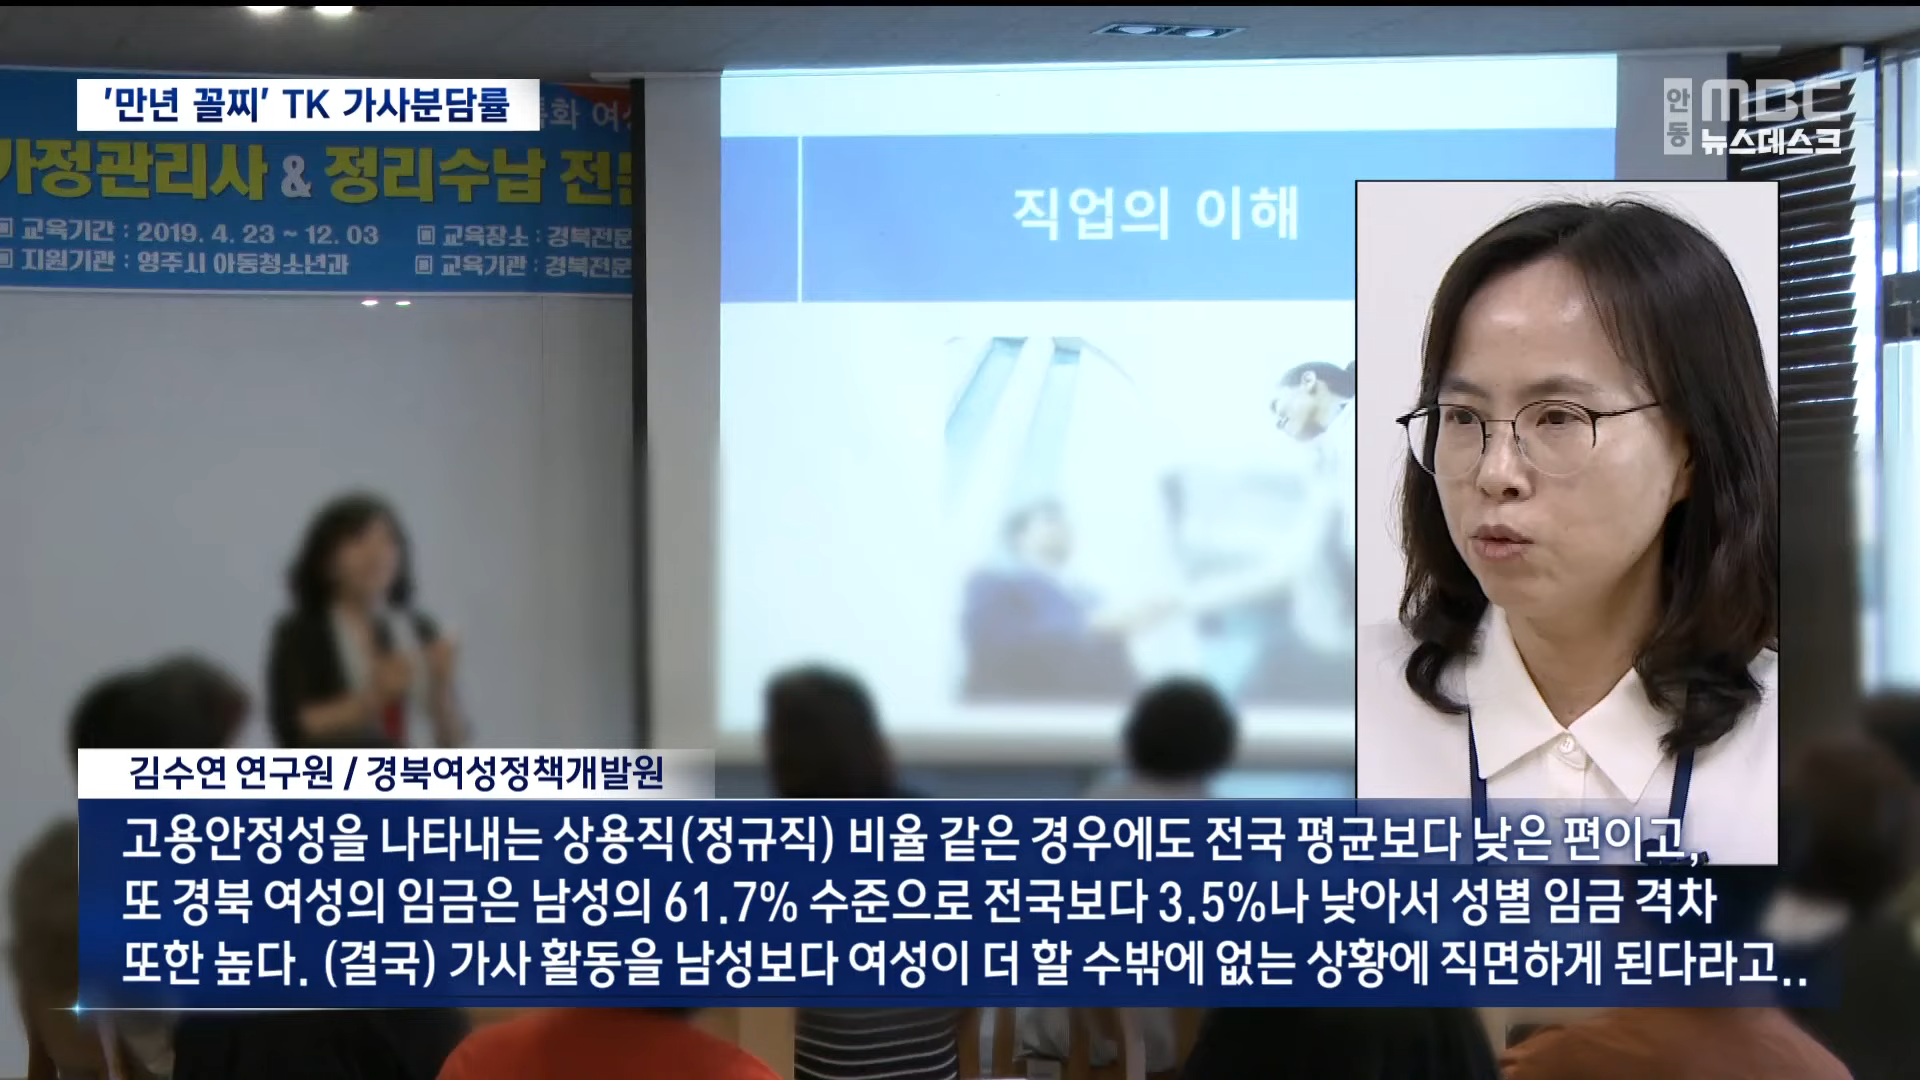 '만년 꼴찌' TK 가사분담률
안동
MBC
뉴스데스크
화 여성
가정관리사 & 정리수납
교육기간 : 2019. 4. 23 ~ 12. 03
교육장소 : 경북전문
지원기관 : 영주시 아동청소년과
교육기관 : 경북전문
직업의 이해
김수연 연구원 / 경북여성정책개발원
고용안정성을 나타내는 상용직(정규직) 비율 같은 경우에도 전국 평균보다 낮은 편이고,
또 경북 여성의 임금은 남성의 61.7% 수준으로 전국보다 3.5%나 낮아서 성별 임금 격차
또한 높다. (결국) 가사 활동을 남성보다 여성이 더 할 수밖에 없는 상황에 직면하게 된다라고..